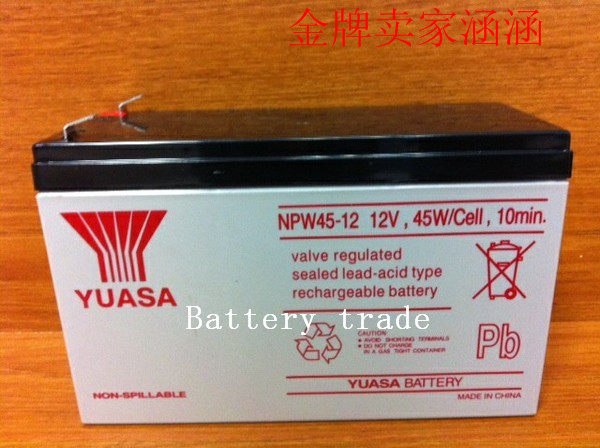 金牌卖家涵涵
NPW45-12 12V , 45W/Cell , 10min.
valve regulated
sealed lead-acid type
rechargeable battery
YUASA
Battery trade
CAUTION:
● AVOID SHORTING TERMINALS
● DO NOT CHARGE
IN A GAS TIGHT CONTAINER
Pb
YUASA BATTERY
NON-SPILLABLE
MADE IN CHINA